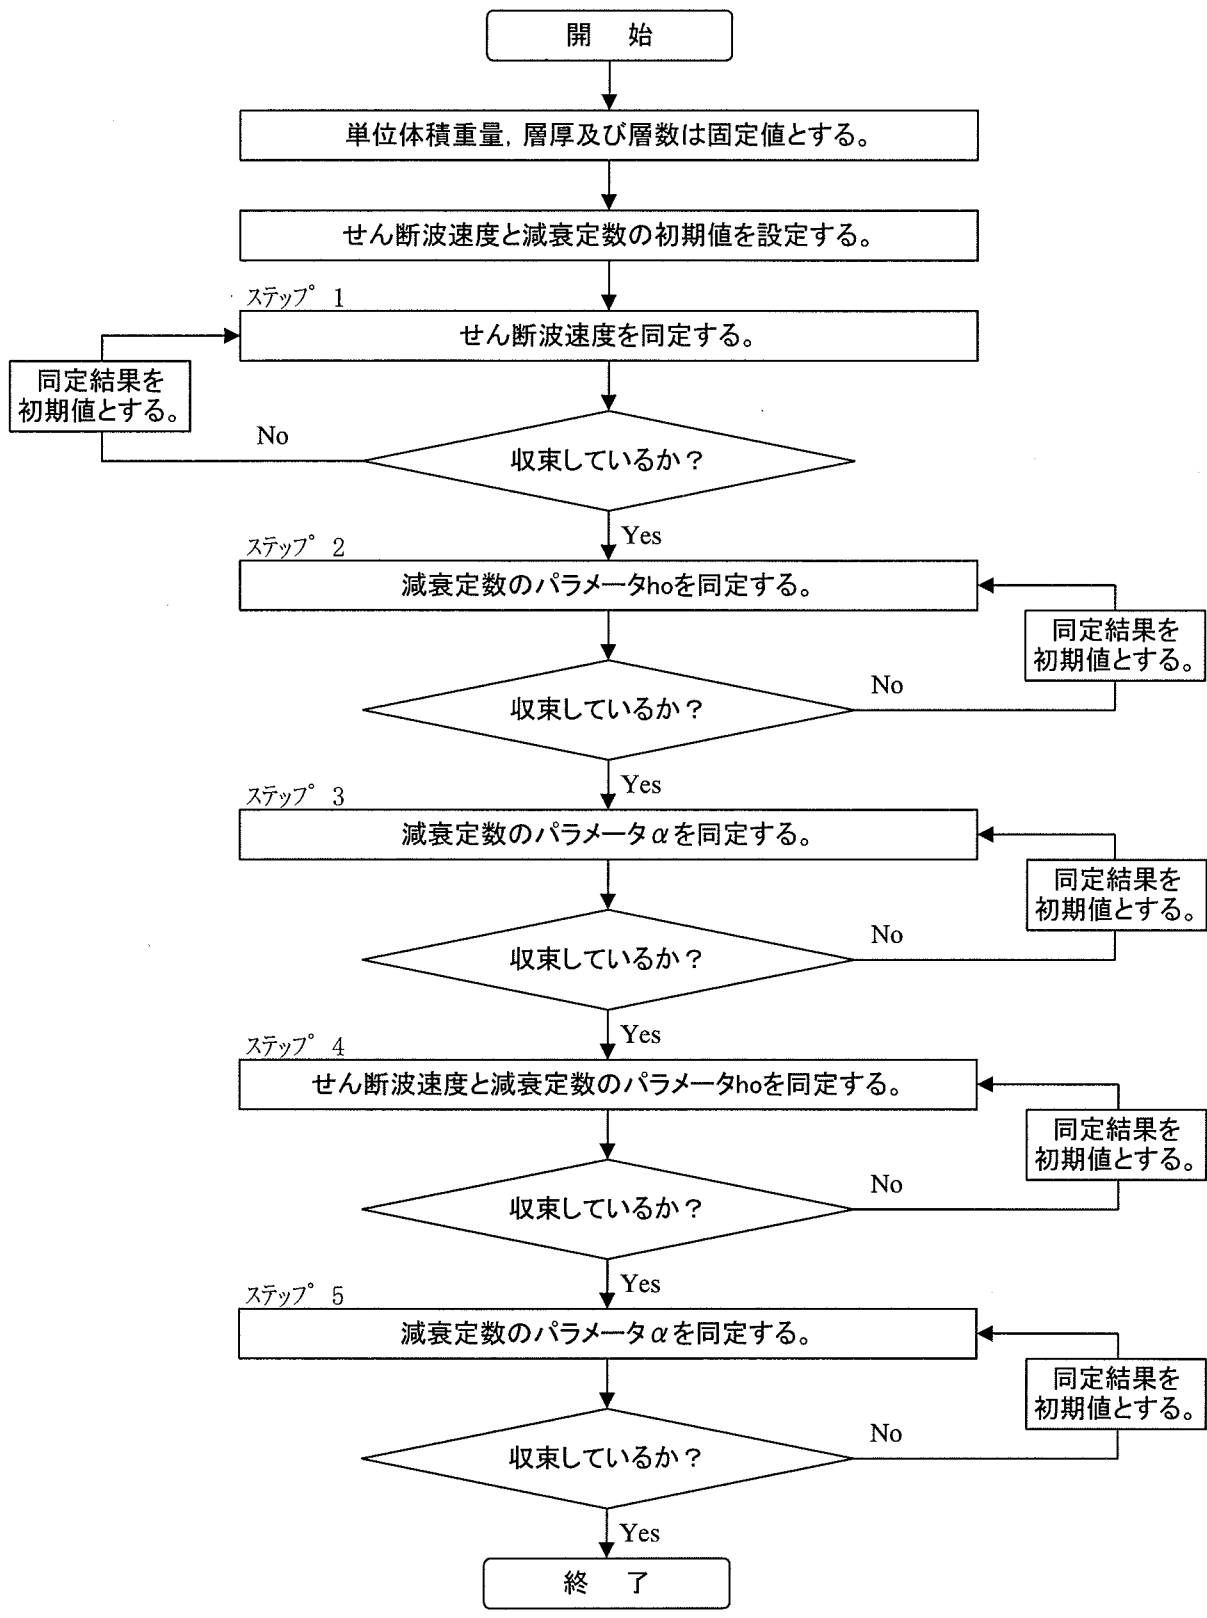 開 始
単位体積重量，層厚及び層数は固定値とする。
せん断波速度と減衰定数の初期値を設定する。
ステップ 1
せん断波速度を同定する。
同定結果を
初期値とする。
No
収束しているか？
Yes
ステップ 2
減衰定数のパラメータhoを同定する。
同定結果を
初期値とする。
収束しているか？
No
Yes
ステップ 3
減衰定数のパラメータαを同定する。
同定結果を
初期値とする。
収束しているか？
No
Yes
ステップ 4
せん断波速度と減衰定数のパラメータhoを同定する。
同定結果を
初期値とする。
収束しているか？
No
Yes
ステップ 5
減衰定数のパラメータαを同定する。
同定結果を
初期値とする。
収束しているか？
No
Yes
終 了